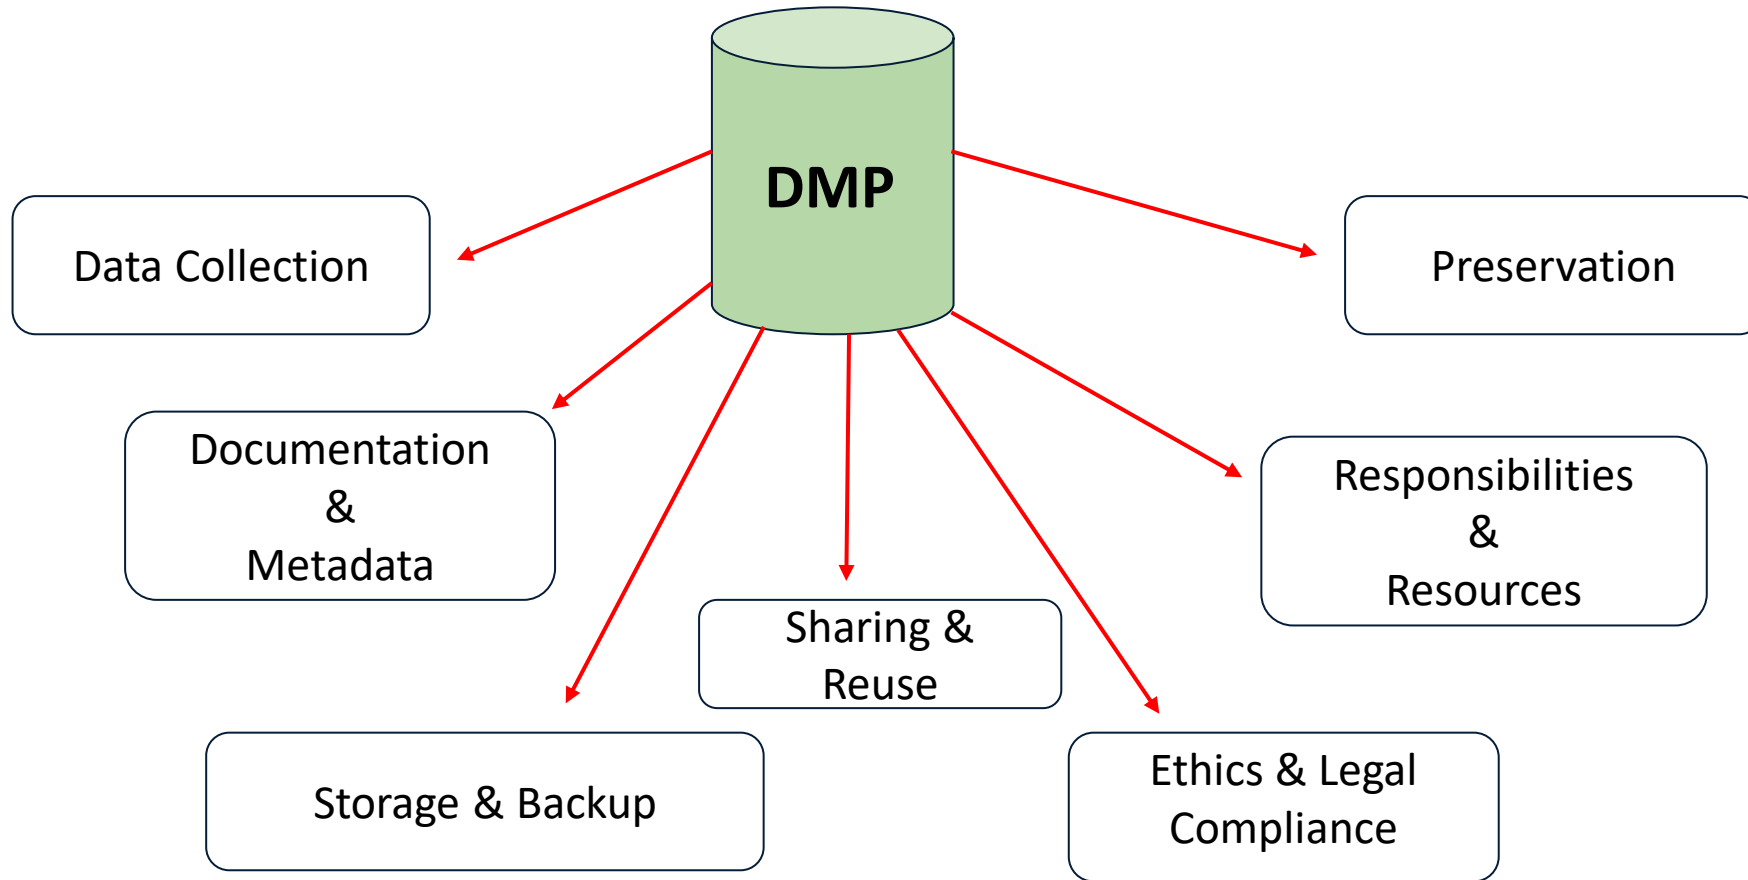 DMP
Data Collection
Preservation
Documentation
&
Metadata
Responsibilities
&
Resources
Sharing &
Reuse
Storage & Backup
Ethics & Legal
Compliance